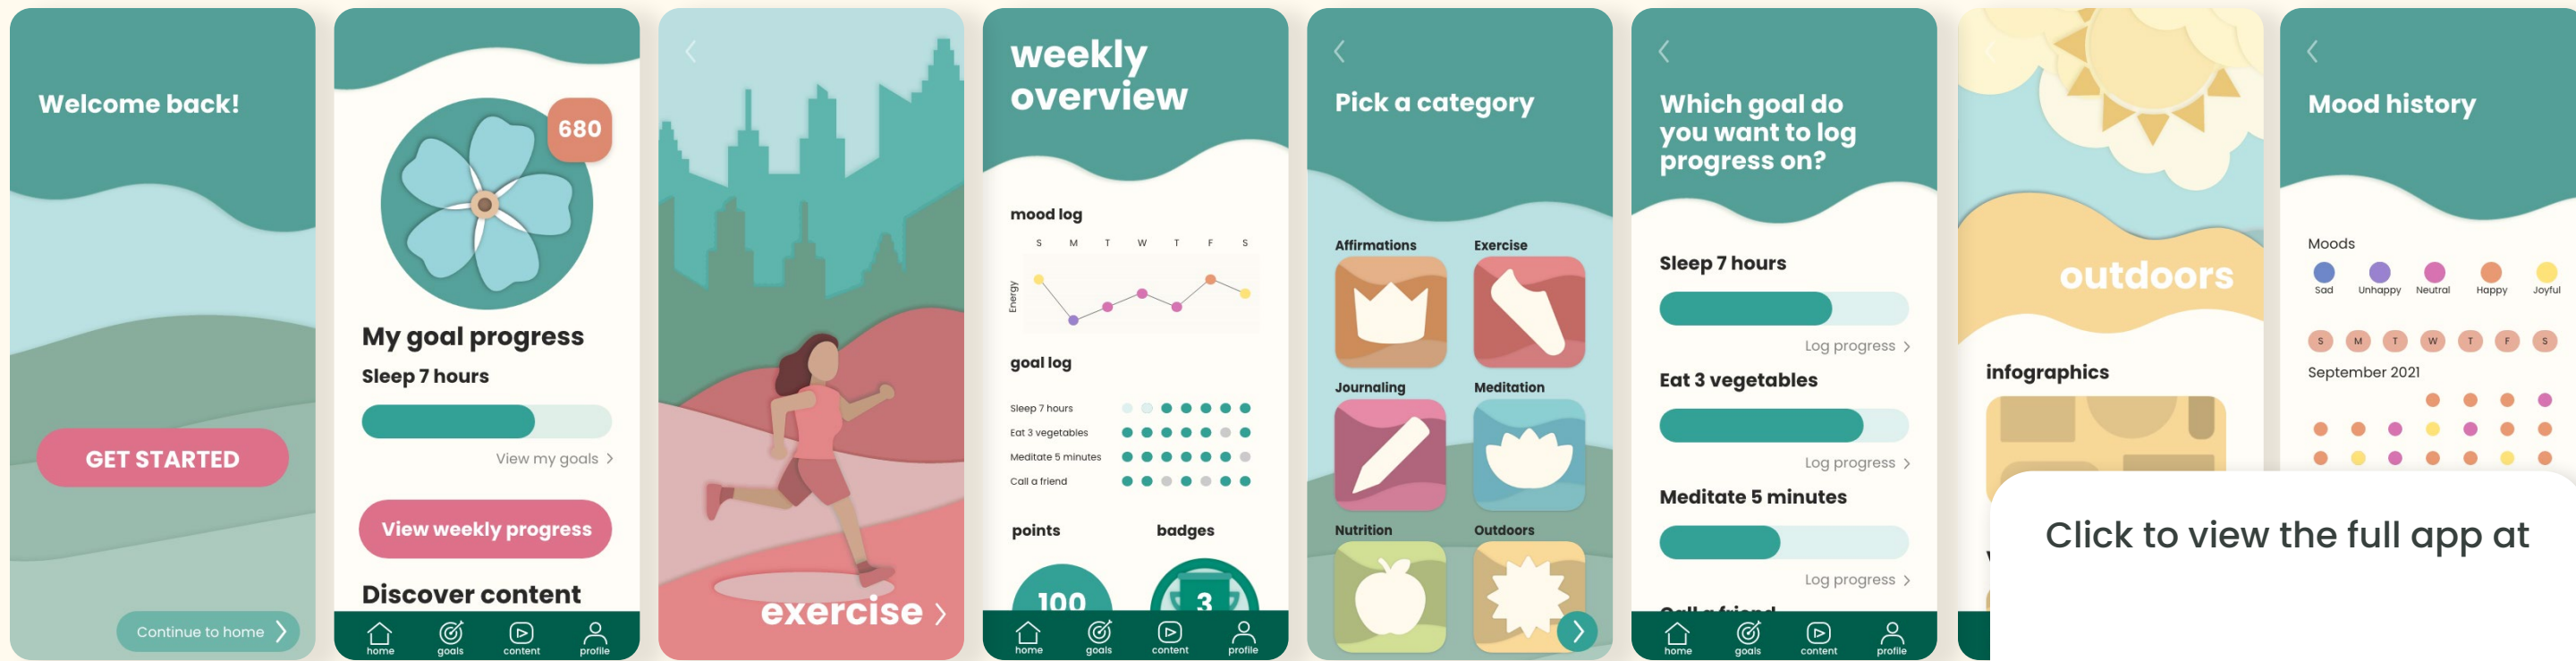 Welcome back!
GET STARTED
Continue to home
680
My goal progress
Sleep 7 hours
View my goals
View weekly progress
Discover content
home
goals
content
profile
exercise
weekly
overview
mood log
S M T W T F S
Energy
goal log
Sleep 7 hours
Eat 3 vegetables
Meditate 5 minutes
Call a friend
points badges
100 3
home
goals
content
profile
Pick a category
Affirmations Exercise
Journaling Meditation
Nutrition Outdoors
Which goal do
you want to log
progress on?
Sleep 7 hours
Log progress
Eat 3 vegetables
Log progress
Meditate 5 minutes
Log progress
Call a friend
home
goals
content
profile
outdoors
infographics
Mood history
Moods
Sad Unhappy Neutral Happy Joyful
S M T W T F S
September 2021
Click to view the full app at